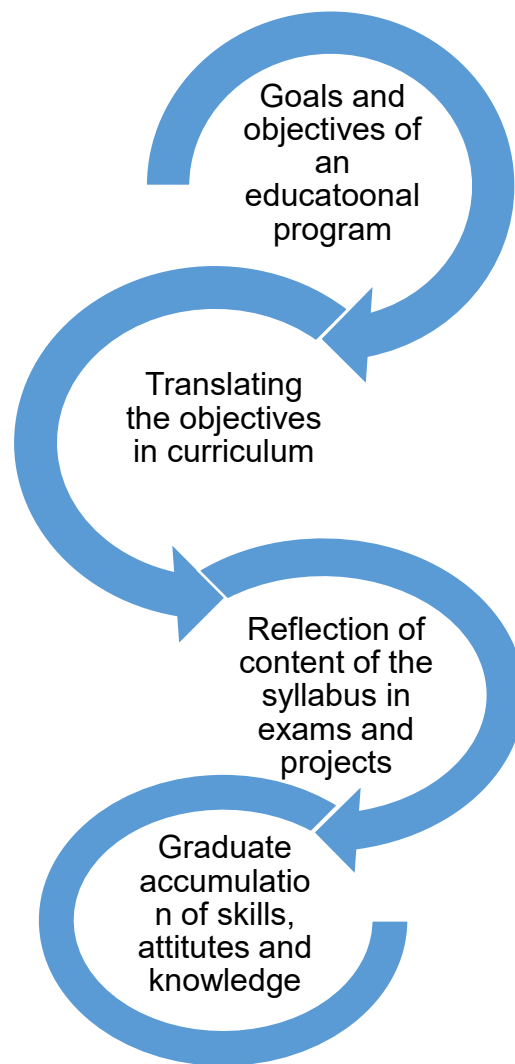 Goals and
objectives of
an
educatoonal
program
Translating
the objectives
in curriculum
Reflection of
content of the
syllabus in
exams and
projects
Graduate
accumulatio
n of skills,
attitutes and
knowledge